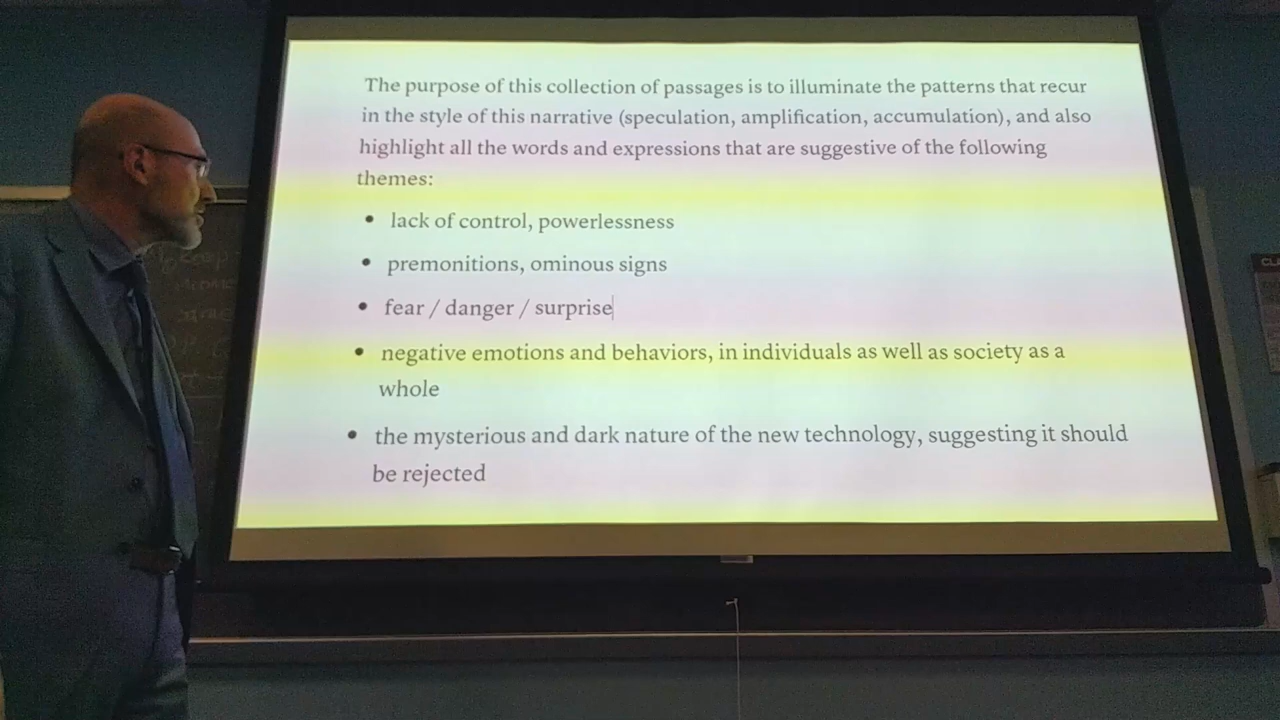 The purpose of this collection of passages is to illuminate the patterns that recur
in the style of this narrative (speculation, amplification, accumulation), and also
highlight all the words and expressions that are suggestive of the following
themes:
• lack of control, powerlessness
• premonitions, ominous signs
• fear / danger / surprise
• negative emotions and behaviors, in individuals as well as society as a
whole
• the mysterious and dark nature of the new technology, suggesting it should
be rejected